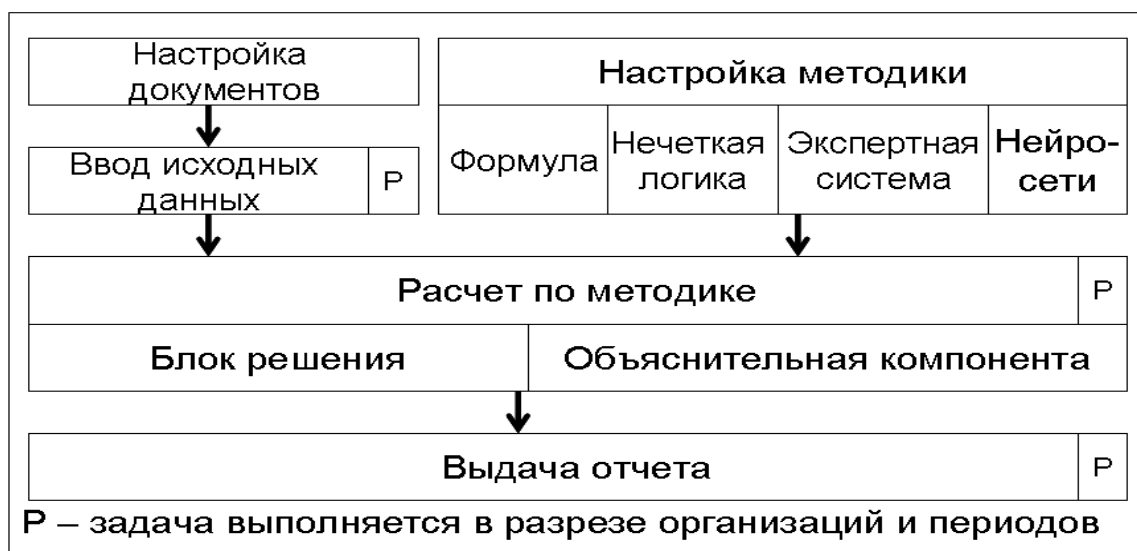 Настройка
документов
Настройка методики
Ввод исходных
данных
Р
Формула
Нечеткая
логика
Экспертная
система
Нейро-
сети
Расчет по методике
Р
Блок решения
Объяснительная компонента
Выдача отчета
Р
Р – задача выполняется в разрезе организаций и периодов